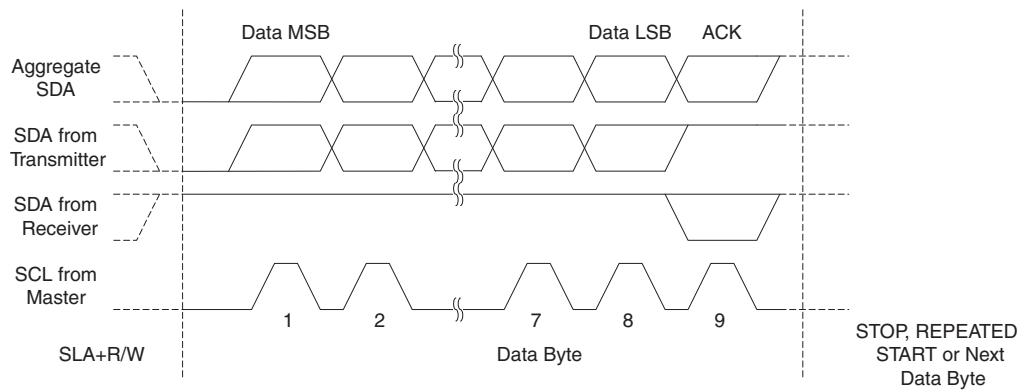 Data MSB
Data LSB
ACK
Aggregate
SDA
SDA from
Transmitter
SDA from
Receiver
SCL from
Master
1
2
7
8
9
SLA+R/W
Data Byte
STOP, REPEATED
START or Next
Data Byte